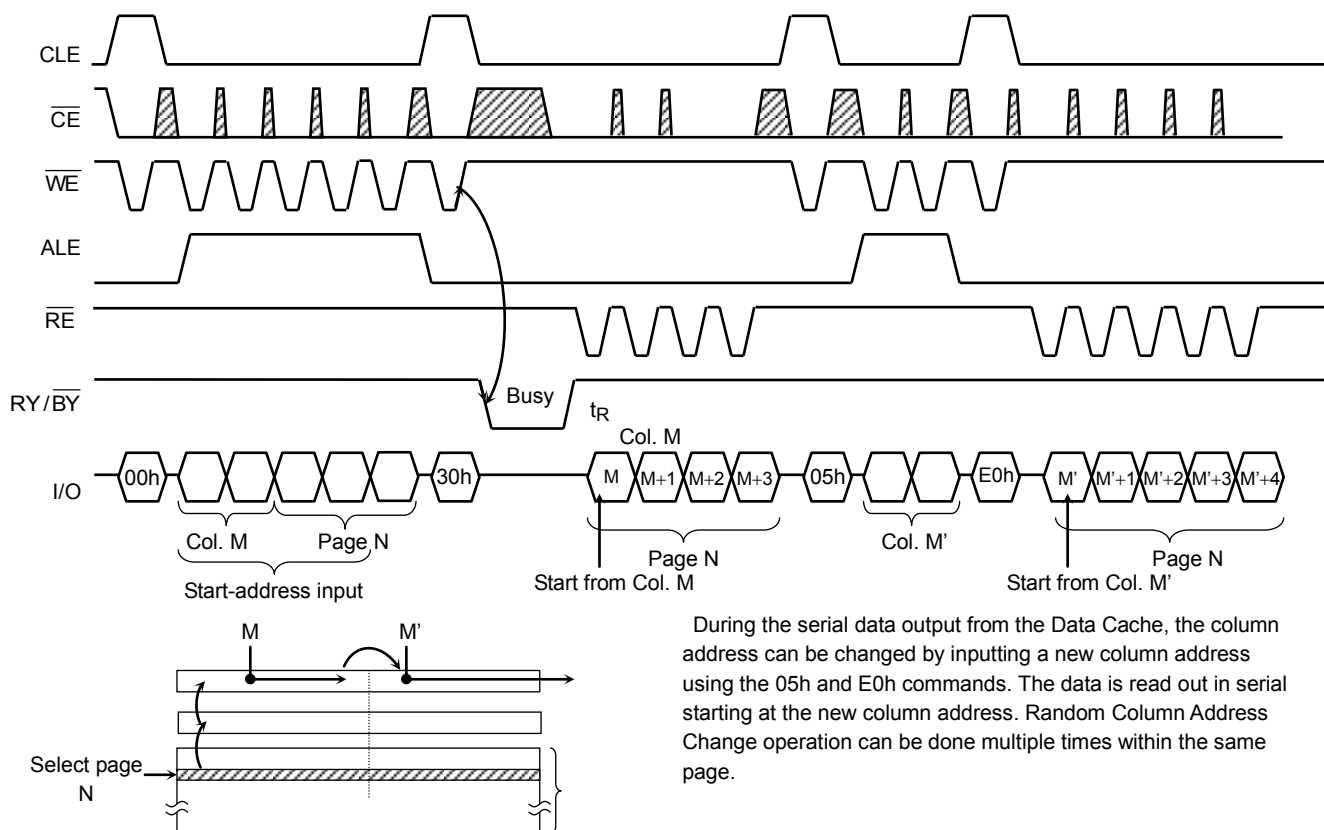 CLE
CE
WE
ALE
RE
RY/BY Busy tR
Col. M
I/O 00h 30h M M+1 M+2 M+3 05h E0h M' M'+1 M'+2 M'+3 M'+4
Col. M Page N Page N Col. M' Page N
Start-address input Start from Col. M Start from Col. M'
M M'
Select page
N
During the serial data output from the Data Cache, the column
address can be changed by inputting a new column address
using the 05h and E0h commands. The data is read out in serial
starting at the new column address. Random Column Address
Change operation can be done multiple times within the same
page.